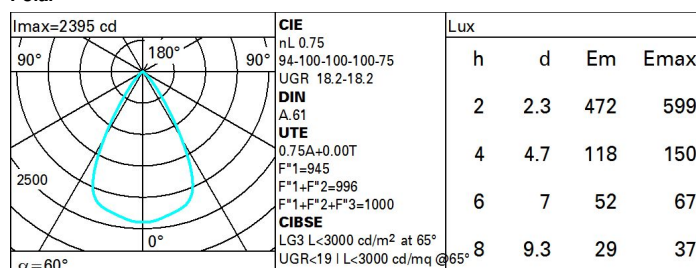 Imax=2395 cd
90° 180° 90°
2500
0°
α=60°
CIE
nL 0.75
94-100-100-100-75
UGR 18.2-18.2
DIN
A.61
UTE
0.75A+0.00T
F"1=945
F"1+F"2=996
F"1+F"2+F"3=1000
CIBSE
LG3 L<3000 cd/m² at 65°
UGR<19 | L<3000 cd/mq @65°
Lux
h d Em Emax
2 2.3 472 599
4 4.7 118 150
6 7 52 67
8 9.3 29 37